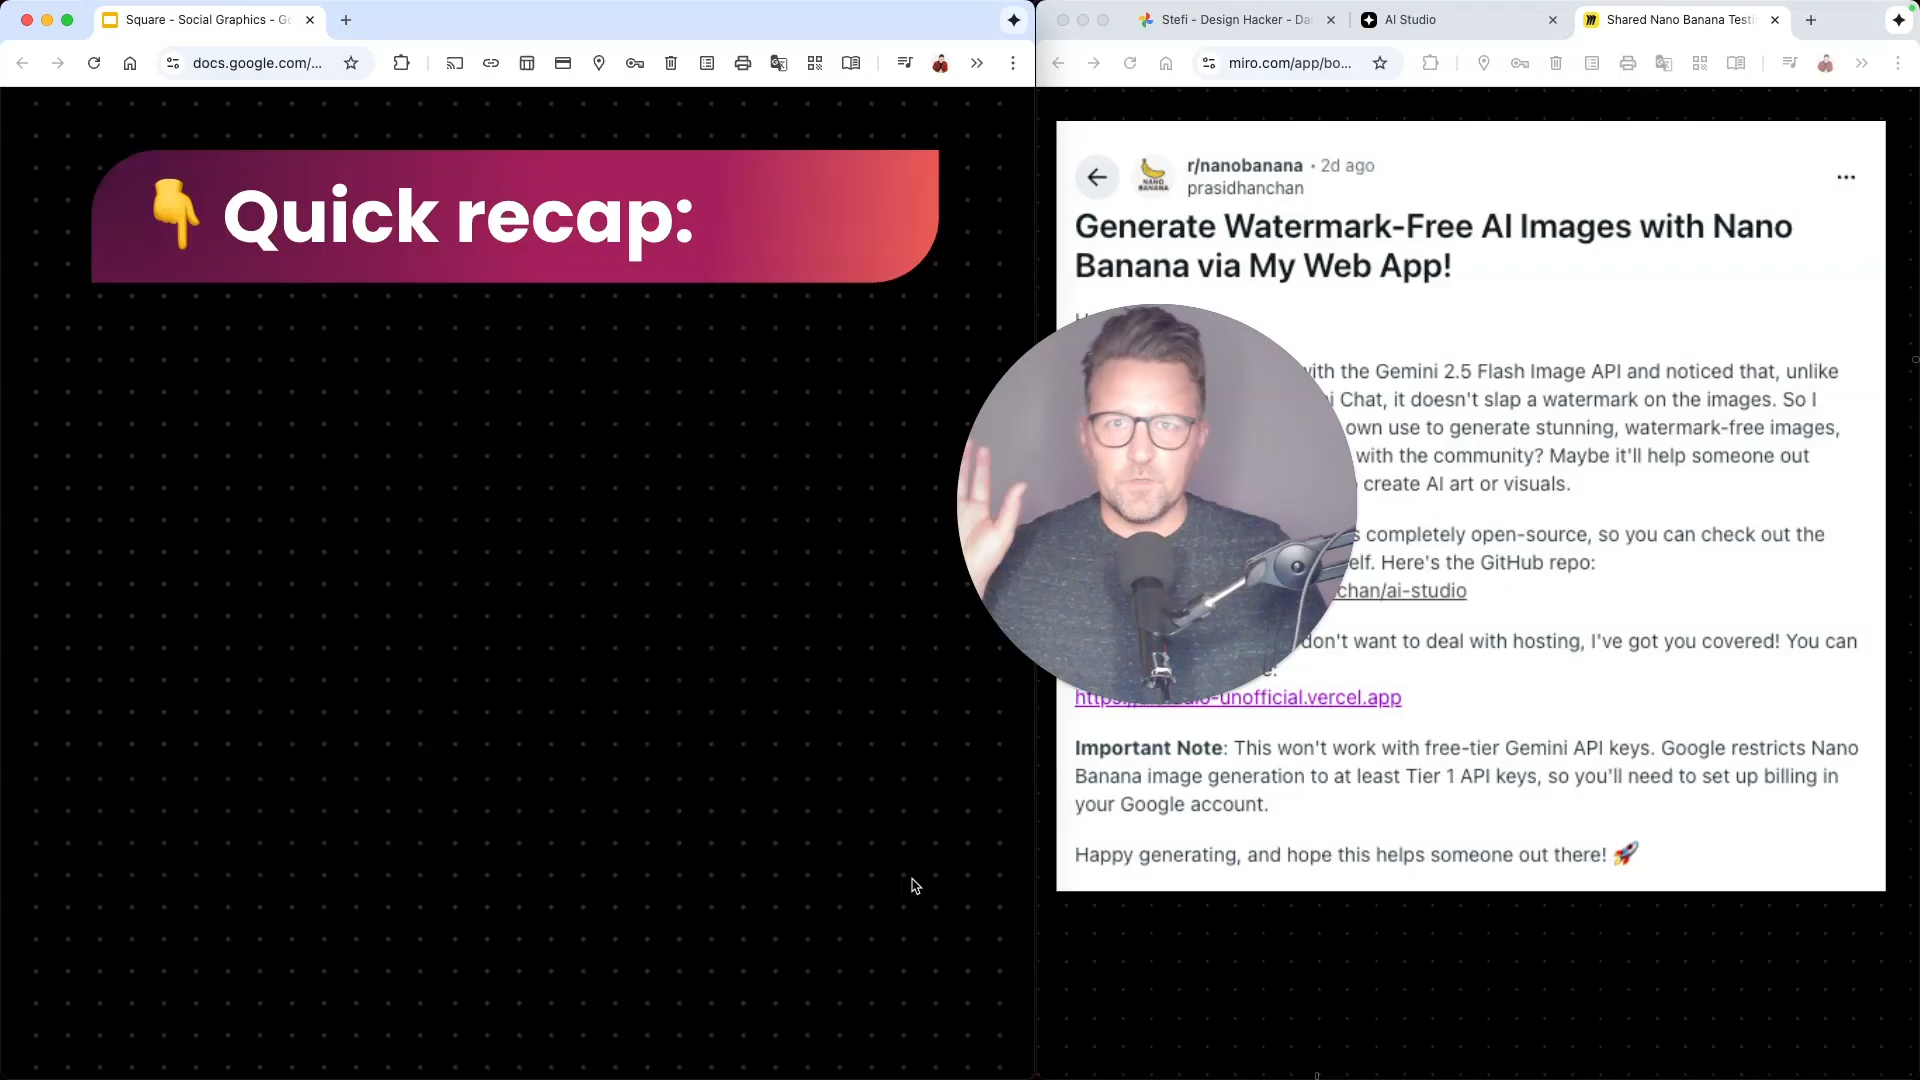 Square - Social Graphics - Go
docs.google.com/...
Quick recap:
Stefi - Design Hacker - Da
AI Studio
Shared Nano Banana Testi
miro.com/app/bo...
r/nanobanana • 2d ago
NANO
BANANA
prasidhanchan
Generate Watermark-Free AI Images with Nano
Banana via My Web App!
with the Gemini 2.5 Flash Image API and noticed that, unlike
Chat, it doesn't slap a watermark on the images. So I
own use to generate stunning, watermark-free images,
with the community? Maybe it'll help someone out
create AI art or visuals.
completely open-source, so you can check out the
elf. Here's the GitHub repo:
chan/ai-studio
don't want to deal with hosting, I've got you covered! You can
-unofficial.vercel.app
Important Note: This won't work with free-tier Gemini API keys. Google restricts Nano
Banana image generation to at least Tier 1 API keys, so you'll need to set up billing in
your Google account.
Happy generating, and hope this helps someone out there! 🚀